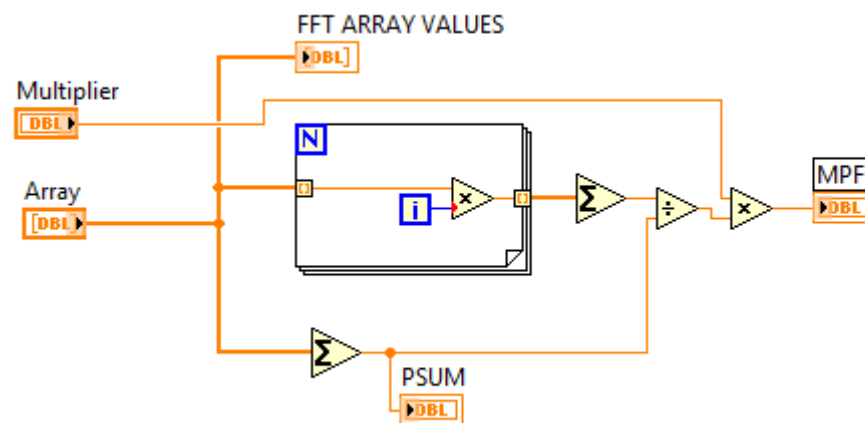 FFT ARRAY VALUES
DBL]
Multiplier
DBL
N
Array
[DBL]
×
i
Σ
÷
×
MPF
DBL
Σ
PSUM
DBL